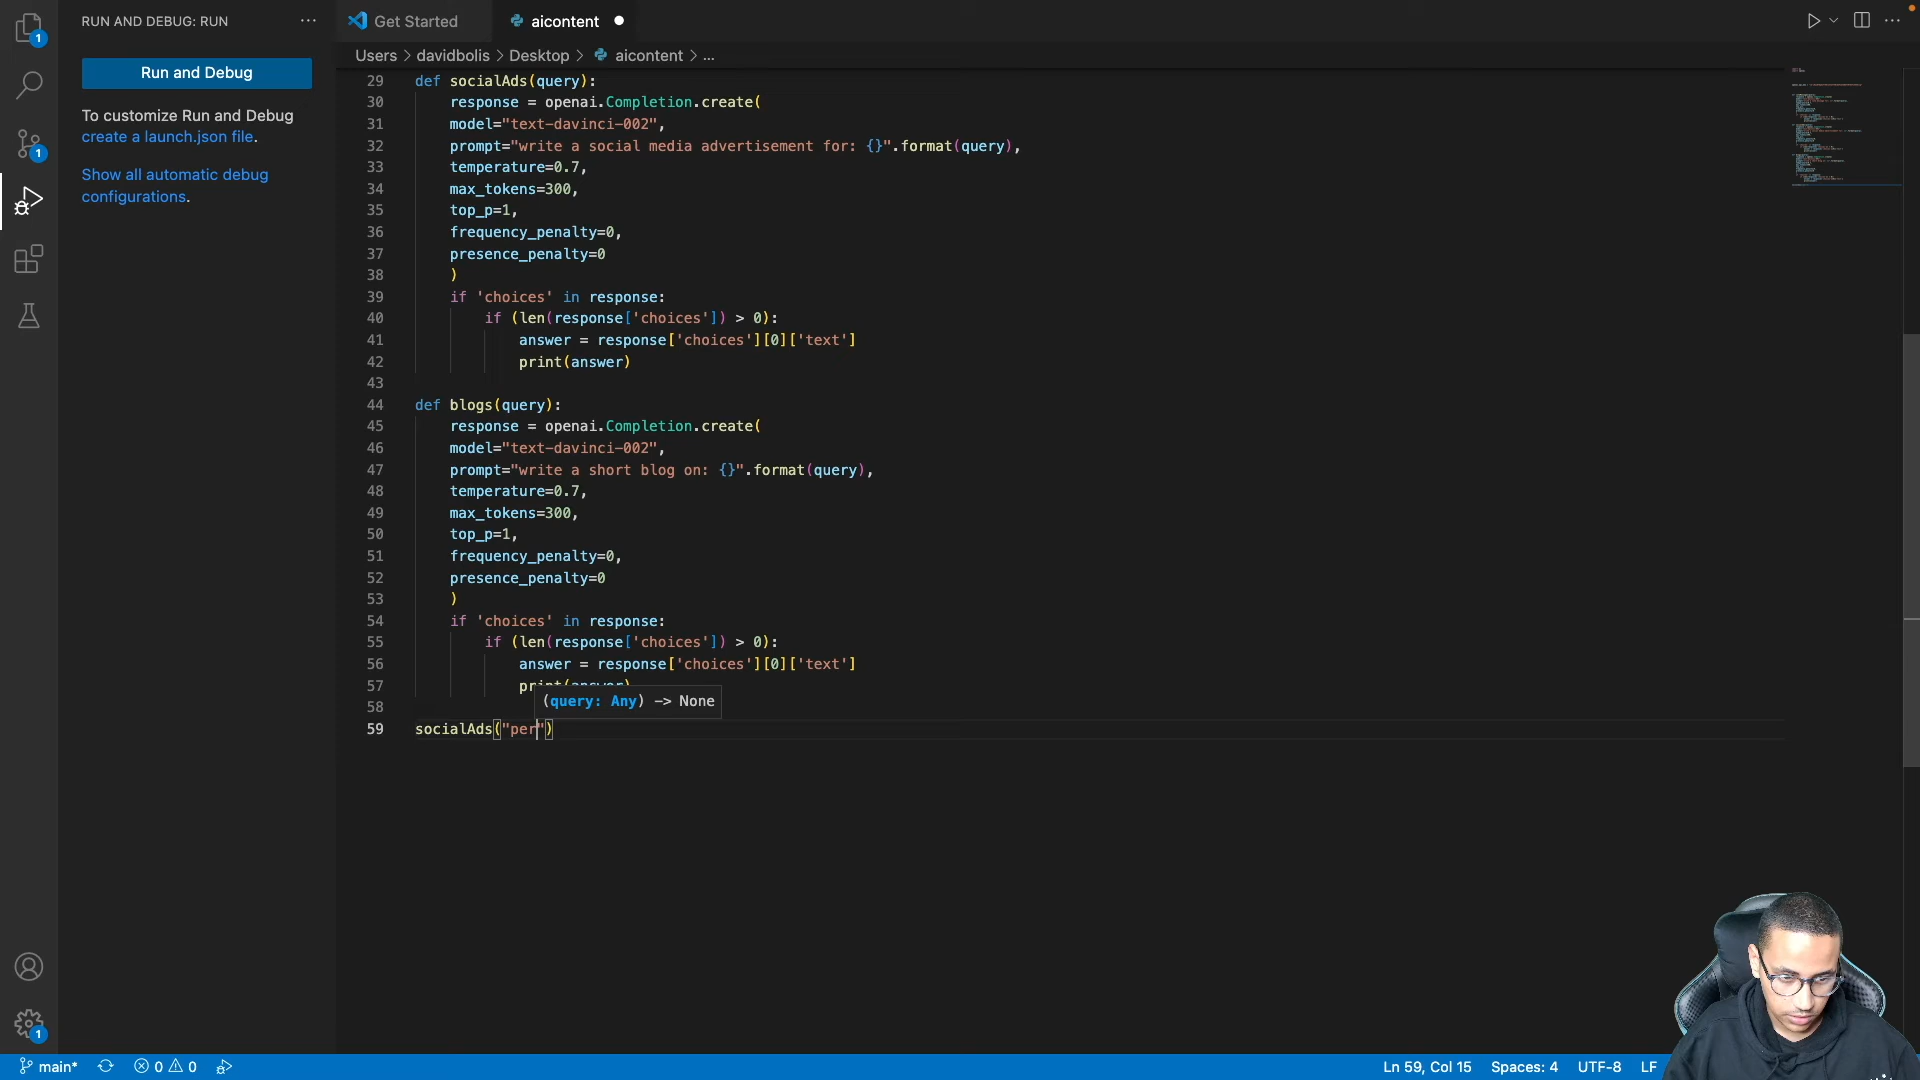 RUN AND DEBUG: RUN
Get Started
aicontent
1
Users > davidbolis > Desktop > aicontent > ...
Run and Debug
To customize Run and Debug
create a launch.json file.
1
Show all automatic debug
configurations.
29 def socialAds(query):
30 response = openai.Completion.create(
31 model="text-davinci-002",
32 prompt="write a social media advertisement for: {}".format(query),
33 temperature=0.7,
34 max_tokens=300,
35 top_p=1,
36 frequency_penalty=0,
37 presence_penalty=0
38 )
39 if 'choices' in response:
40 if (len(response['choices']) > 0):
41 answer = response['choices'][0]['text']
42 print(answer)
43
44 def blogs(query):
45 response = openai.Completion.create(
46 model="text-davinci-002",
47 prompt="write a short blog on: {}".format(query),
48 temperature=0.7,
49 max_tokens=300,
50 top_p=1,
51 frequency_penalty=0,
52 presence_penalty=0
53 )
54 if 'choices' in response:
55 if (len(response['choices']) > 0):
56 answer = response['choices'][0]['text']
57 print(answer)
(query: Any) -> None
58
59 socialAds("per")
1
main*
0
0
Ln 59, Col 15
Spaces: 4
UTF-8
LF